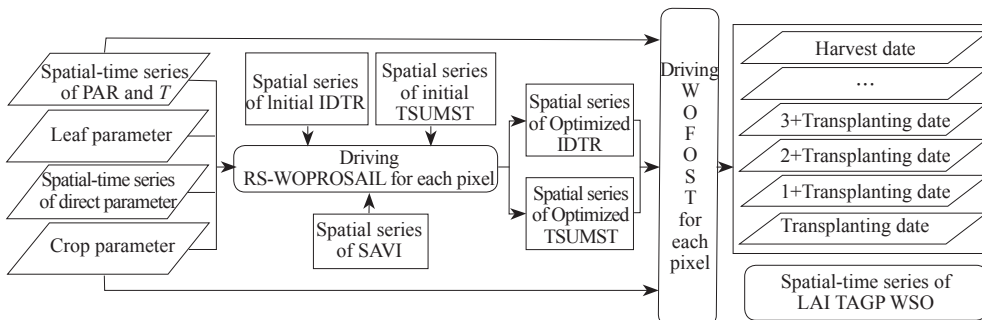 Spatial-time series
of PAR and T
Leaf parameter
Spatial-time series
of direct parameter
Crop parameter
Spatial series
of Initial IDTR
Spatial series
of initial
TSUMST
Driving
RS-WOPROSAIL for each pixel
Spatial series
of SAVI
Spatial series
of Optimized
IDTR
Spatial series
of Optimized
TSUMST
Driving
W
O
F
O
S
T
for
each
pixel
Harvest date
...
3+Transplanting date
2+Transplanting date
1+Transplanting date
Transplanting date
Spatial-time series of
LAI TAGP WSO